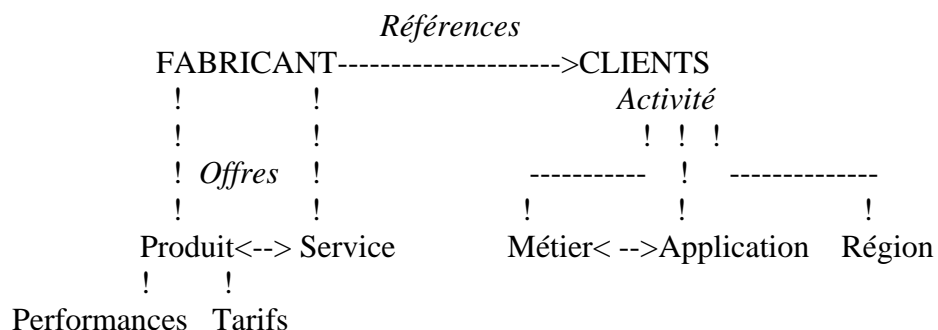 Références
FABRICANT--------------------->CLIENTS
! ! Activité
! ! ! ! !
! Offres ! ----------- ! --------------
! ! ! ! !
Produit<--> Service Métier< -->Application Région
! !
Performances Tarifs